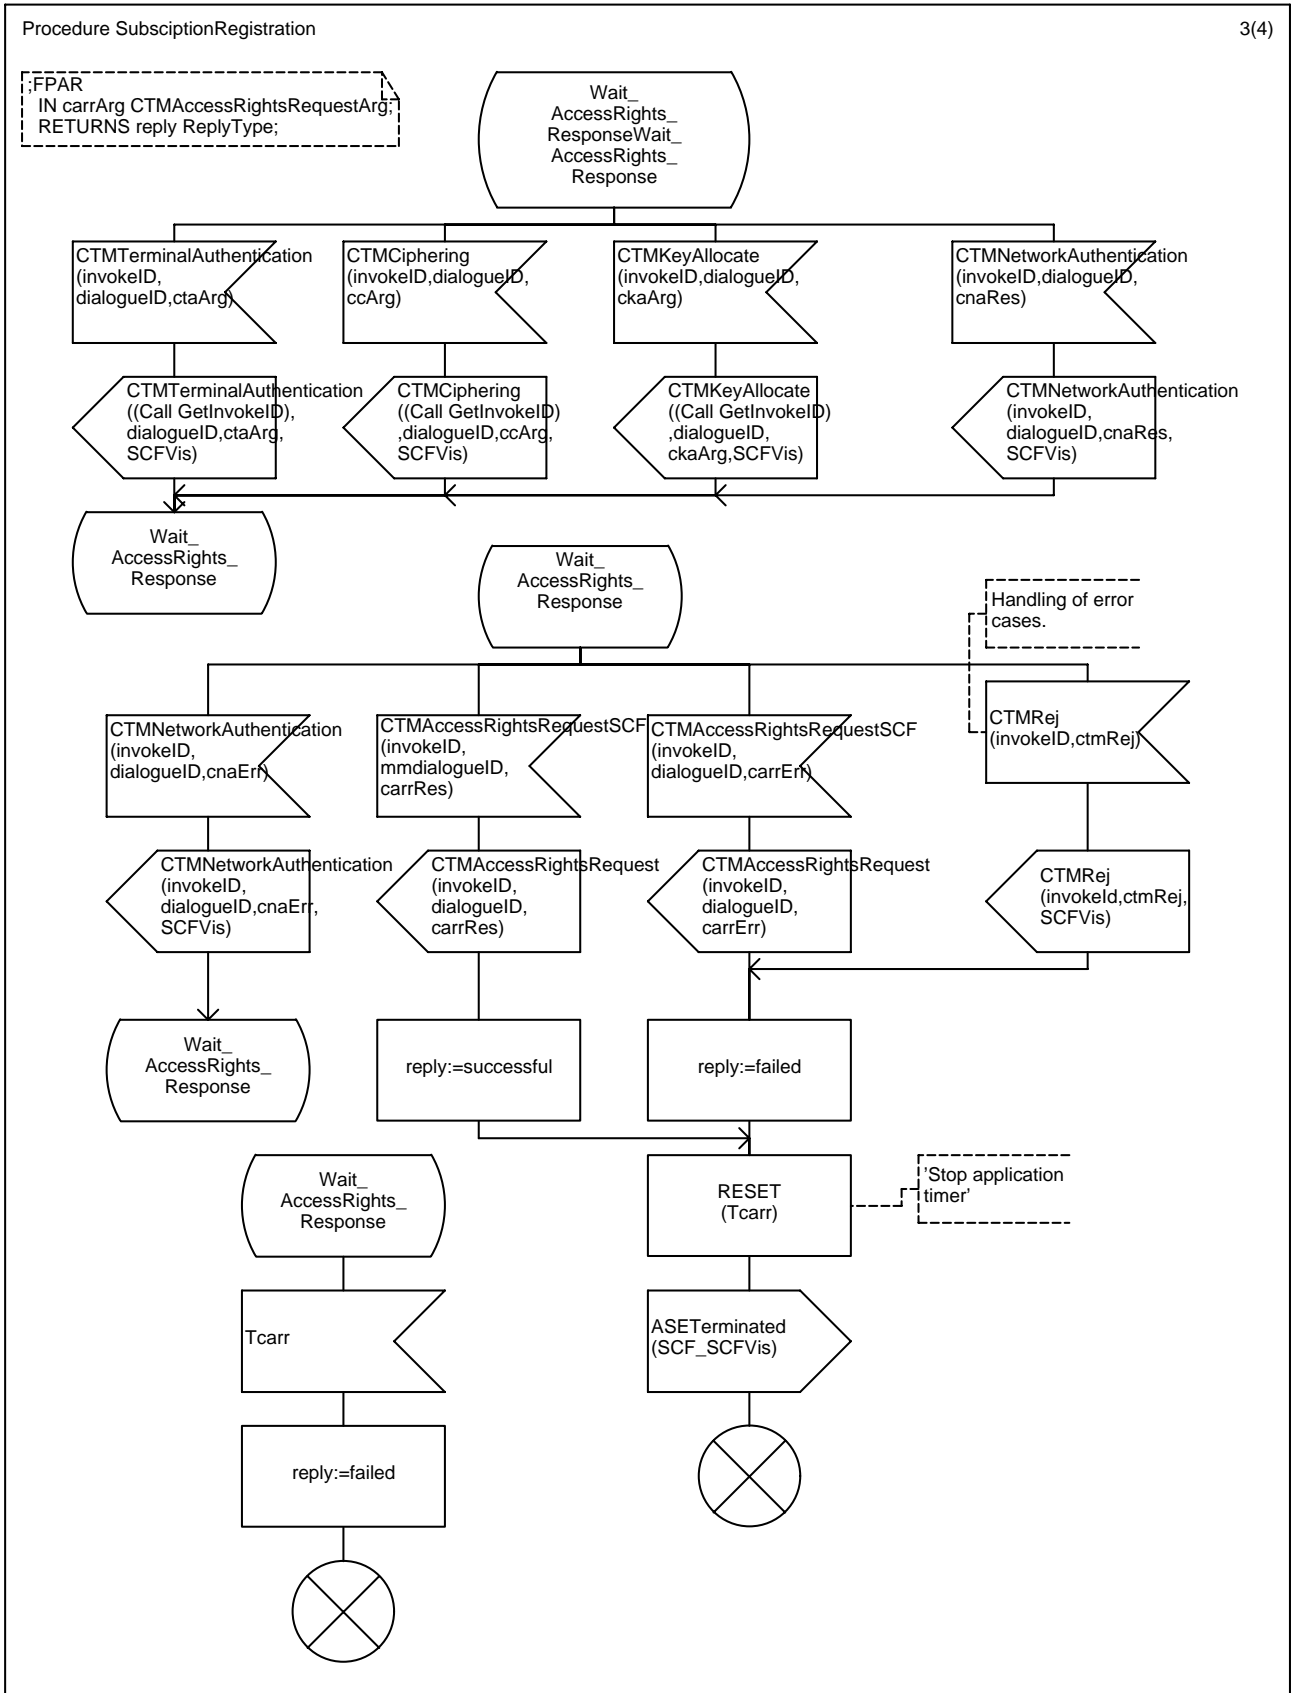 Procedure SubsciptionRegistration
3(4)
;FPAR
IN carrArg CTMAccessRightsRequestArg;
RETURNS reply ReplyType;
Wait_
AccessRights_
ResponseWait_
AccessRights_
Response
CTMTerminalAuthentication
(invokeID,
dialogueID,ctaArg)
CTMCiphering
(invokeID,dialogueID,
ccArg)
CTMKeyAllocate
(invokeID,dialogueID,
ckaArg)
CTMNetworkAuthentication
(invokeID,dialogueID,
cnaRes)
CTMTerminalAuthentication
((Call GetInvokeID),
dialogueID,ctaArg,
SCFVis)
CTMCiphering
((Call GetInvokeID)
,dialogueID,ccArg,
SCFVis)
CTMKeyAllocate
((Call GetInvokeID)
,dialogueID,
ckaArg,SCFVis)
CTMNetworkAuthentication
(invokeID,
dialogueID,cnaRes,
SCFVis)
Wait_
AccessRights_
Response
Wait_
AccessRights_
Response
Handling of error
cases.
CTMNetworkAuthentication
(invokeID,
dialogueID,cnaErr)
CTMAccessRightsRequestSCF
(invokeID,
mmdialogueID,
carrRes)
CTMAccessRightsRequestSCF
(invokeID,
dialogueID,carrErr)
CTMRej
(invokeID,ctmRej)
CTMNetworkAuthentication
(invokeID,
dialogueID,cnaErr,
SCFVis)
CTMAccessRightsRequest
(invokeID,
dialogueID,
carrRes)
CTMAccessRightsRequest
(invokeID,
dialogueID,
carrErr)
CTMRej
(invokeId,ctmRej,
SCFVis)
Wait_
AccessRights_
Response
reply:=successful
reply:=failed
Wait_
AccessRights_
Response
RESET
(Tcarr)
'Stop application
timer'
Tcarr
ASETerminated
(SCF_SCFVis)
reply:=failed